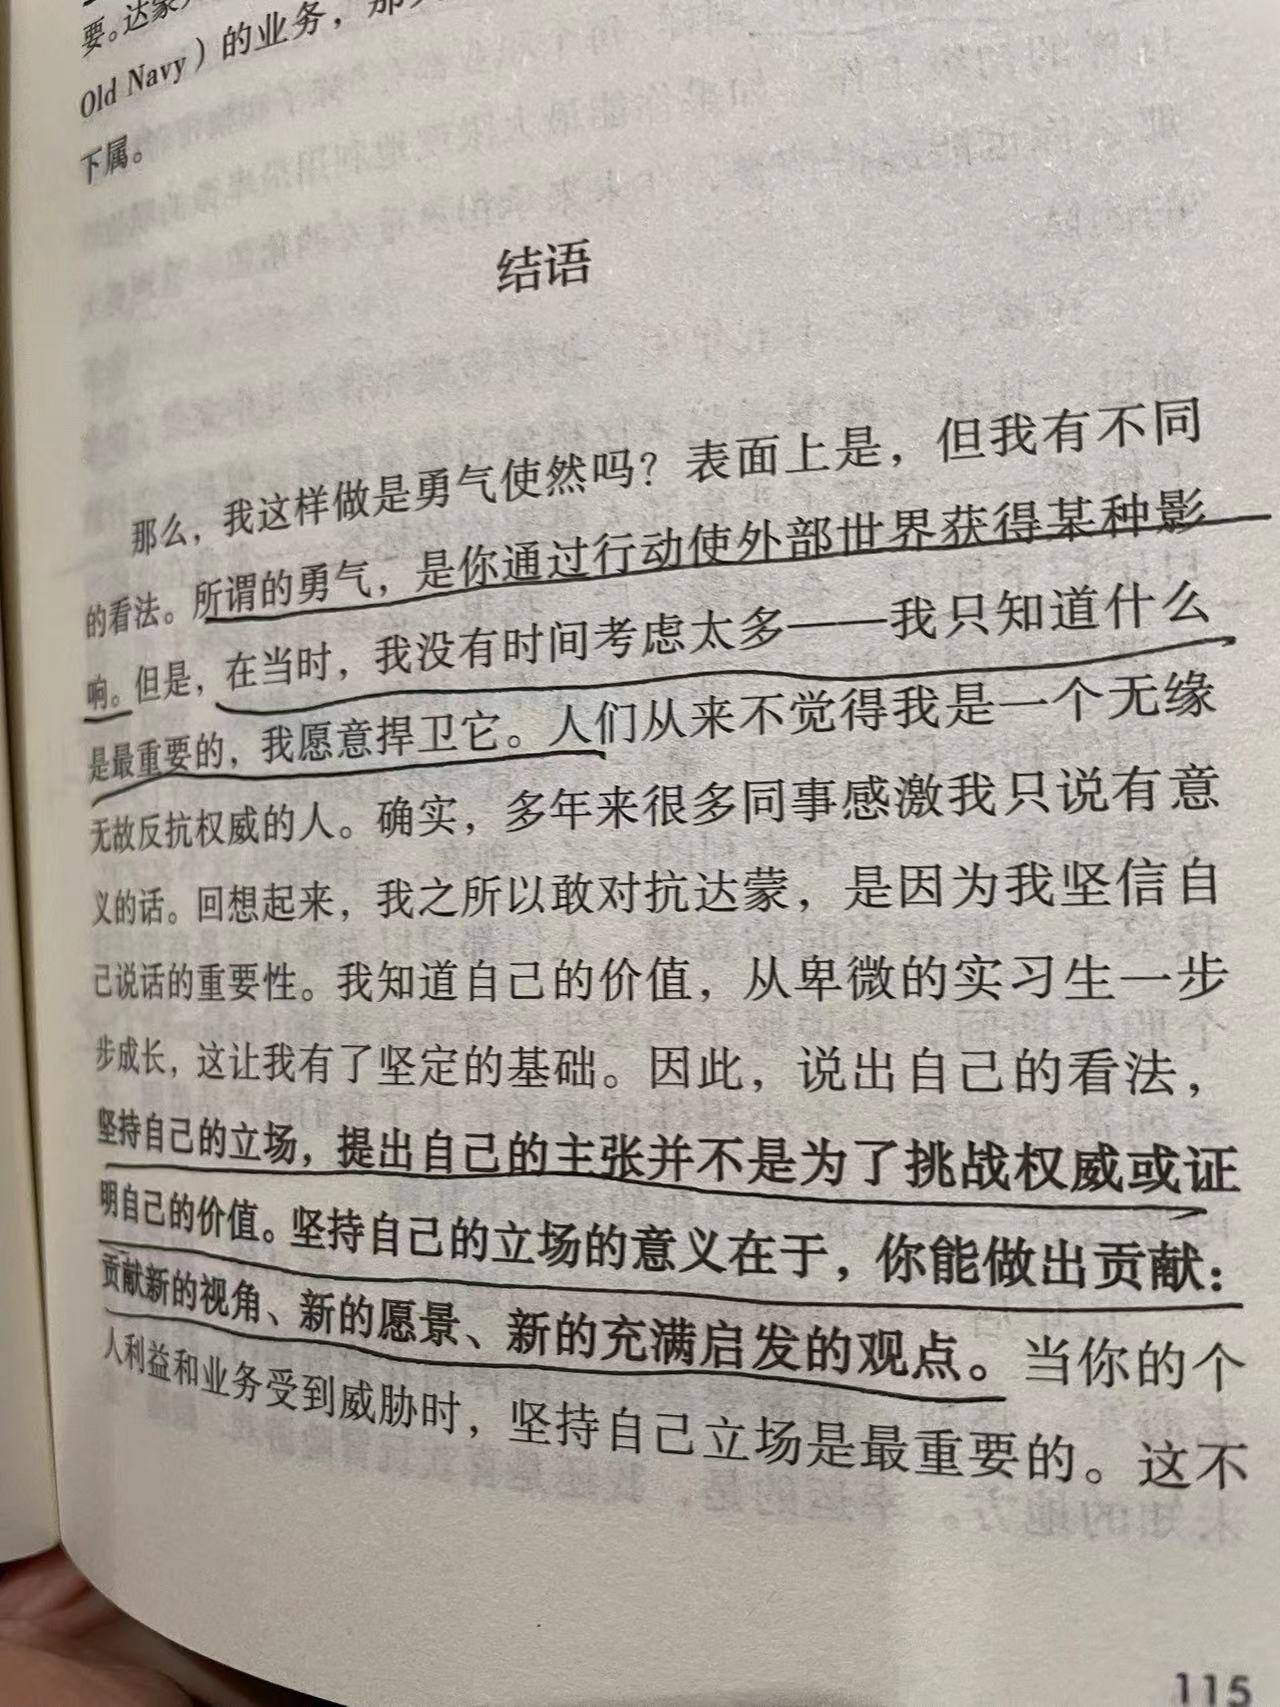 要。达蒙
Old Navy）的业务，那
下属。
结语
那么，我这样做是勇气使然吗？表面上是，但我有不同
的看法。所谓的勇气，是你通过行动使外部世界获得某种影
响。但是，在当时，我没有时间考虑太多——我只知道什么
是最重要的，我愿意捍卫它。人们从来不觉得我是一个无缘
无故反抗权威的人。确实，多年来很多同事感激我只说有意
义的话。回想起来，我之所以敢对抗达蒙，是因为我坚信自
己说话的重要性。我知道自己的价值，从卑微的实习生一步
步成长，这让我有了坚定的基础。因此，说出自己的看法，
坚持自己的立场，提出自己的主张并不是为了挑战权威或证
明自己的价值。坚持自己的立场的意义在于，你能做出贡献：
贡献新的视角、新的愿景、新的充满启发的观点。当你的个
人利益和业务受到威胁时，坚持自己立场是最重要的。这不
115